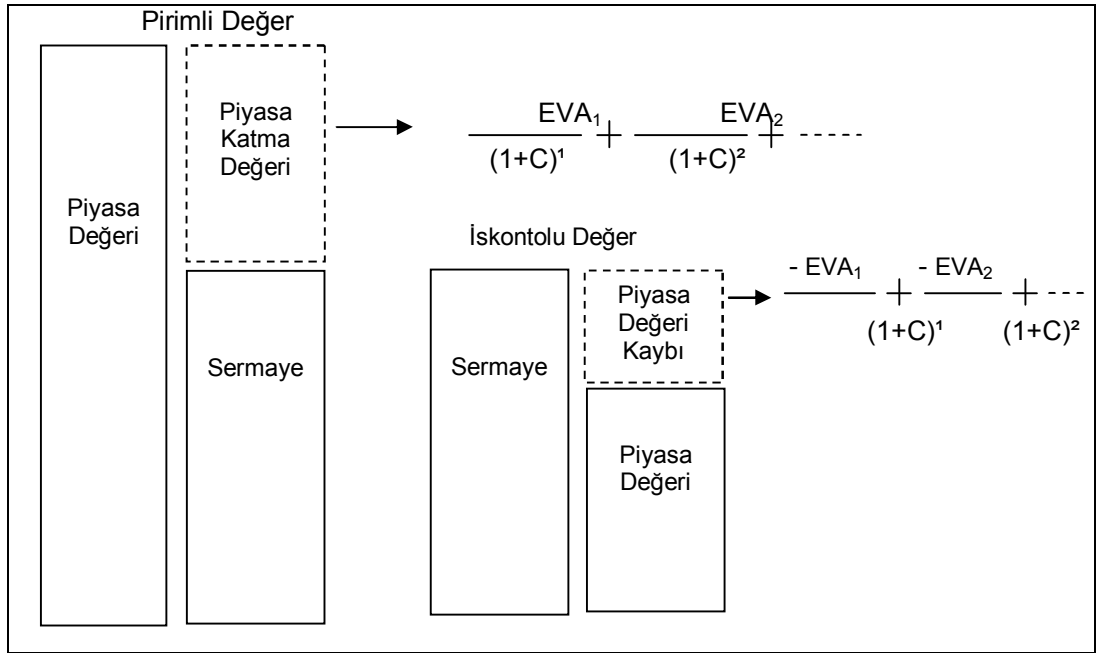 Pirimli Değer
Piyasa
Değeri
Piyasa
Katma
Değeri
EVA₁ + EVA₂ + -----
(1+C)¹ (1+C)²
Sermaye
İskontolu Değer
Sermaye
Piyasa
Değeri
Kaybı
- EVA₁ + - EVA₂ + ----
(1+C)¹ (1+C)²
Piyasa
Değeri